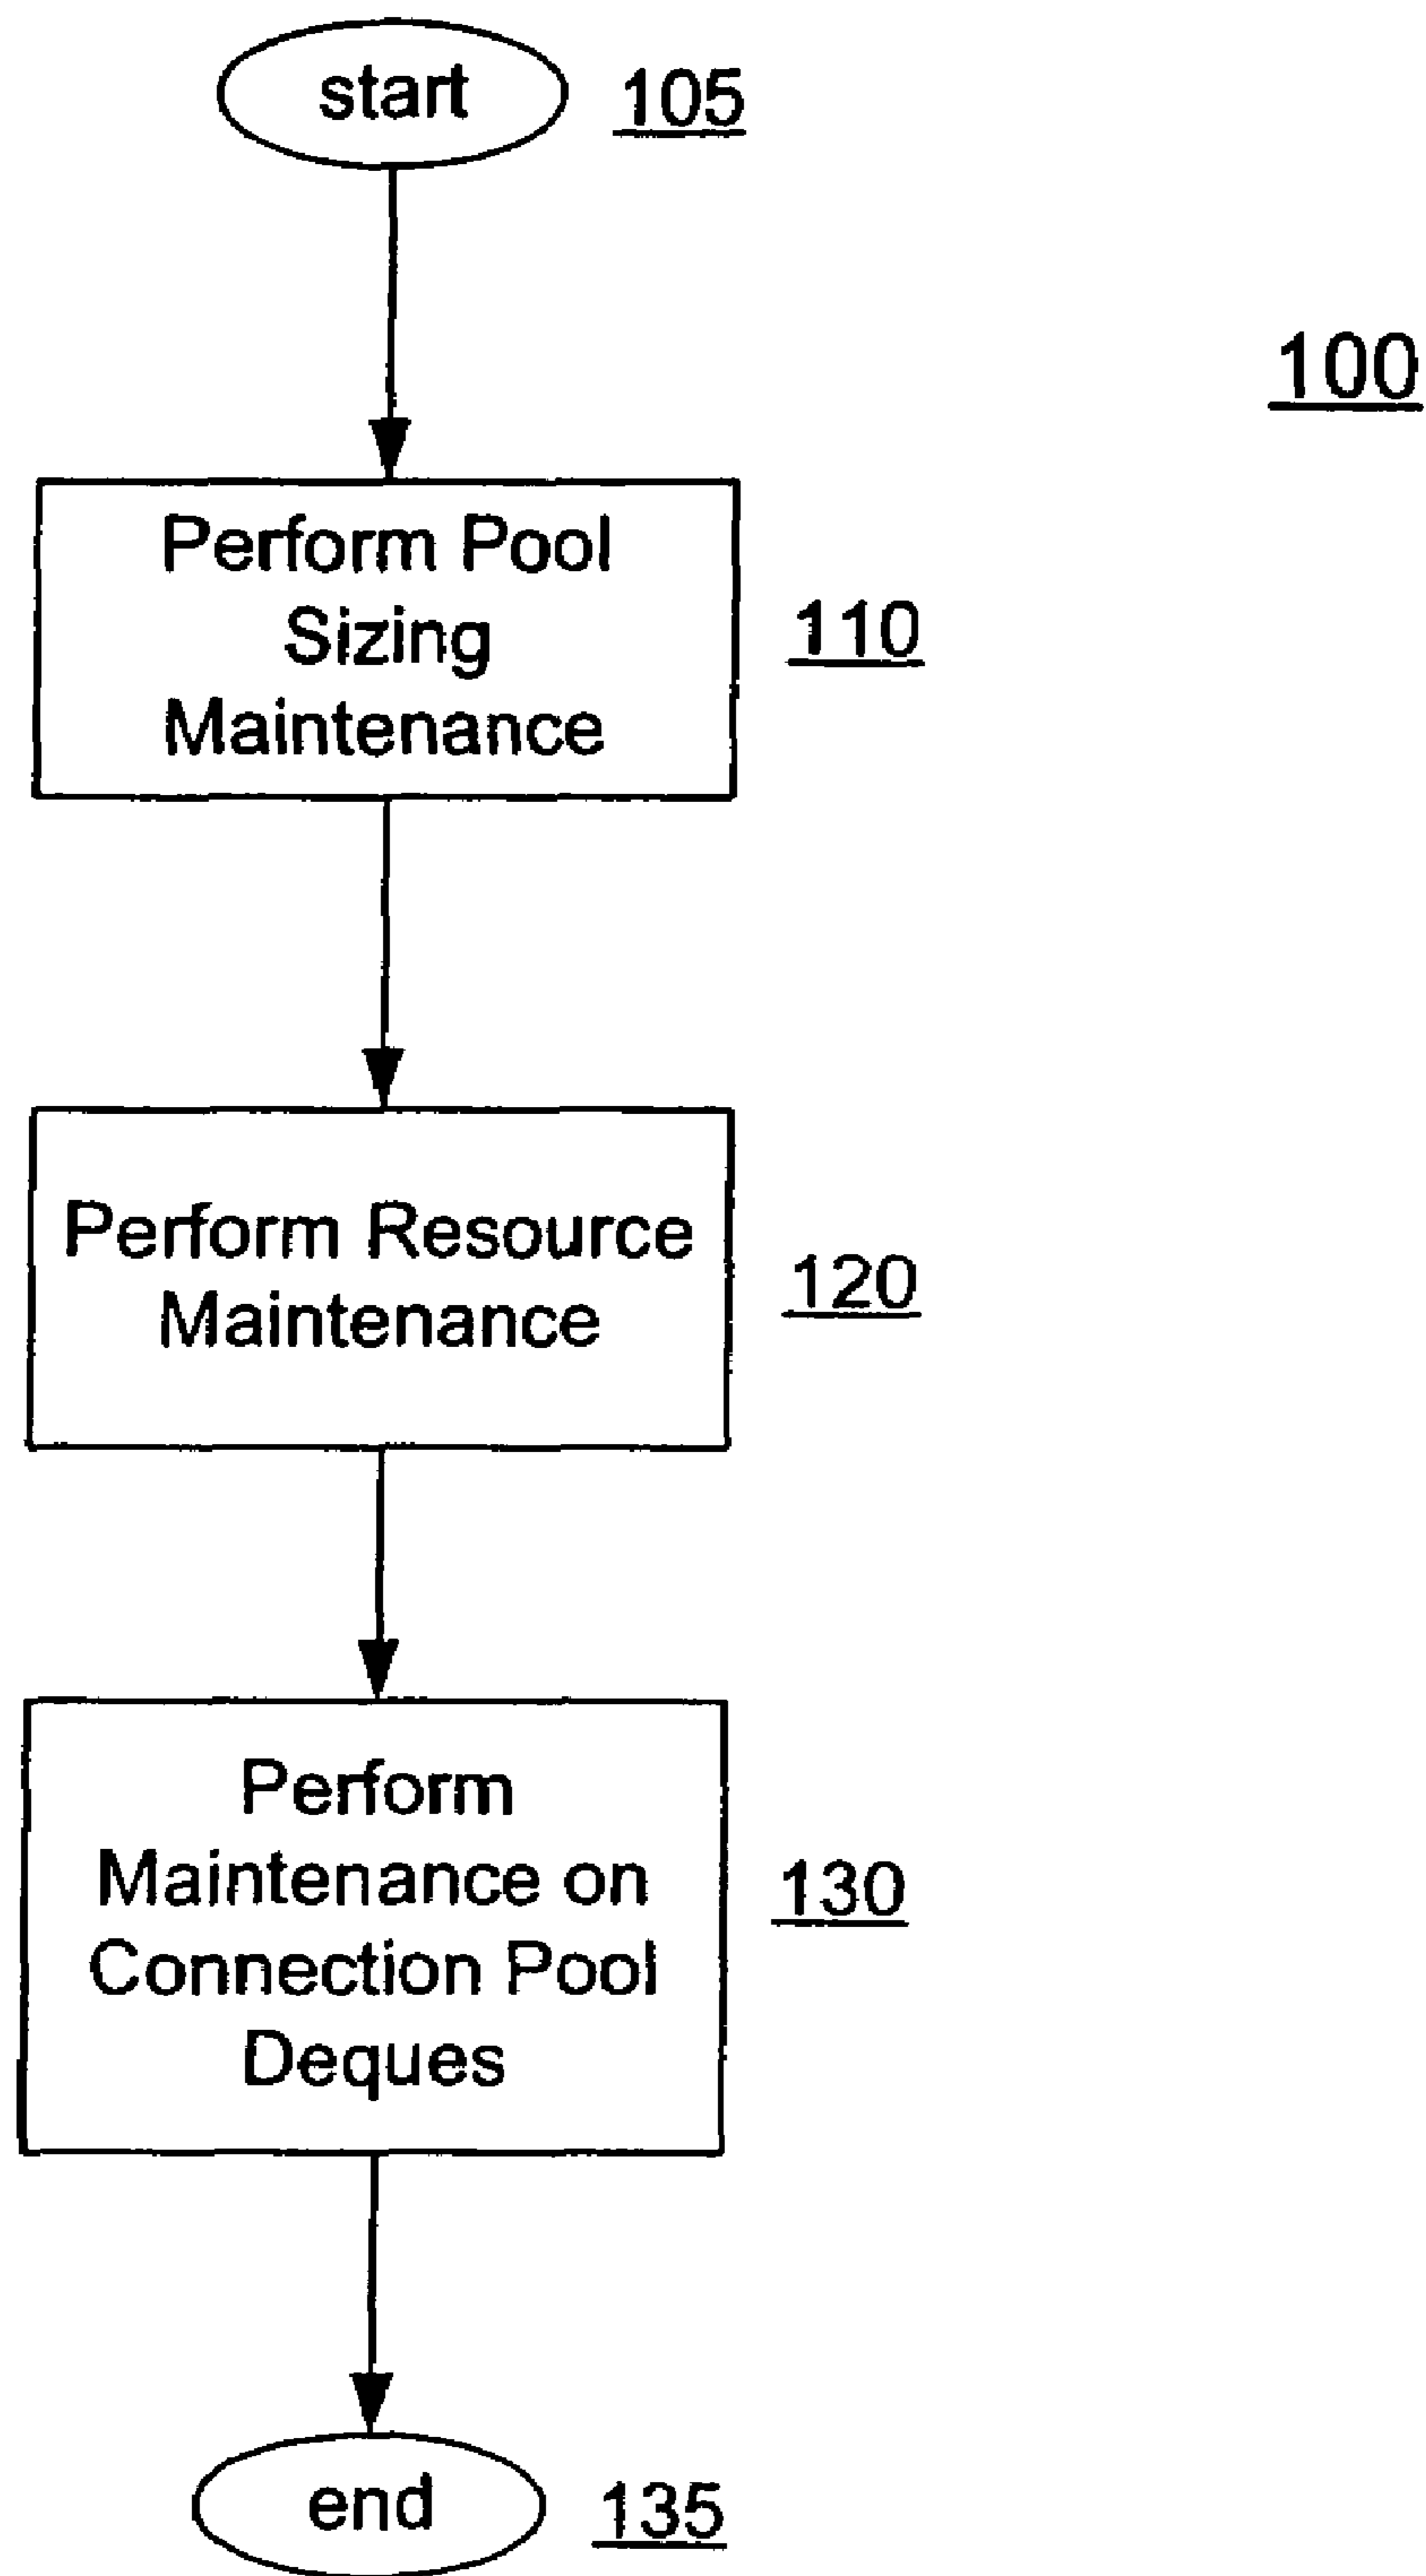 start
105
100
Perform Pool
Sizing
Maintenance
110
Perform Resource
Maintenance
120
Perform
Maintenance on
Connection Pool
Deques
130
end
135